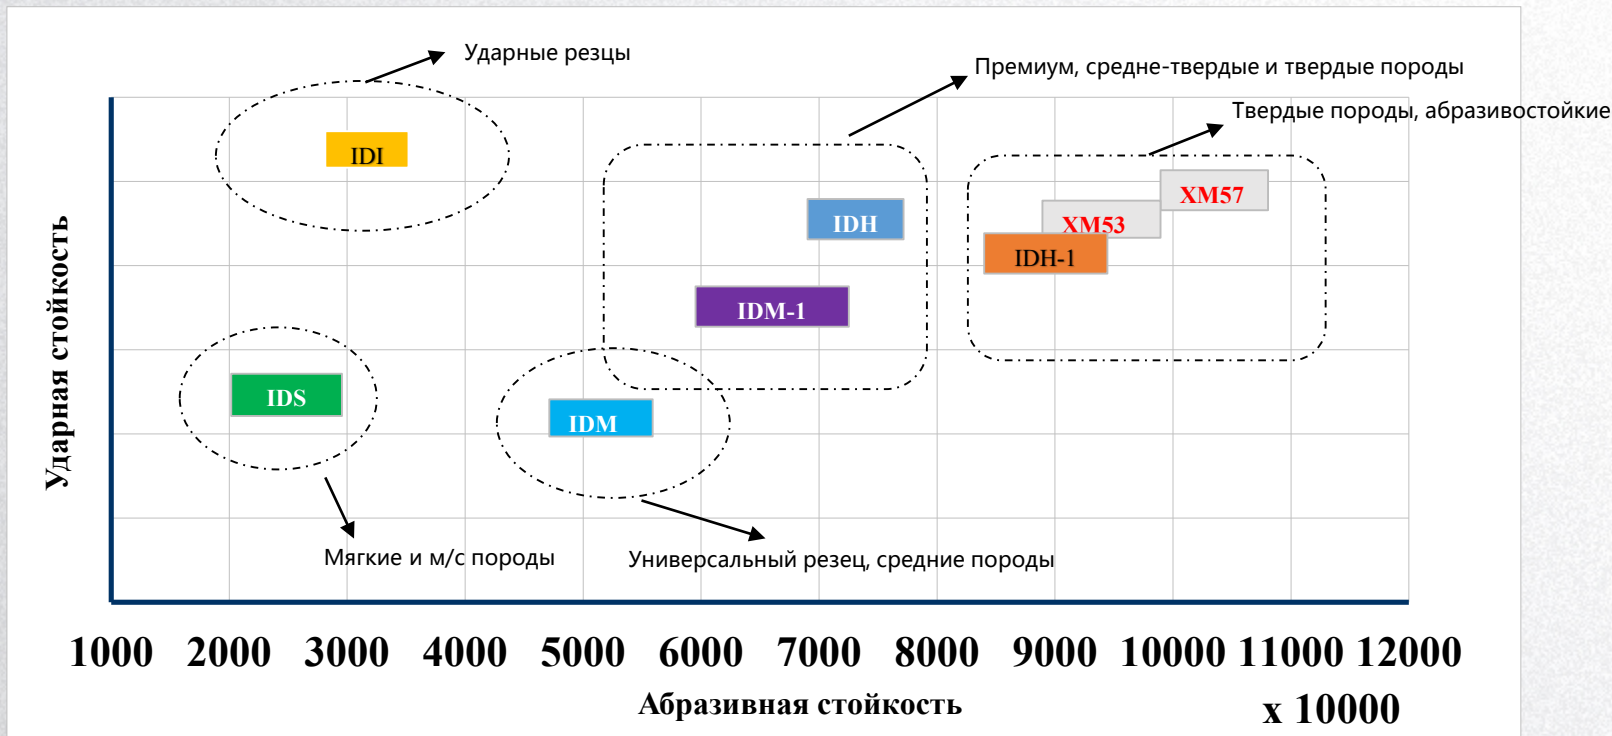 Ударные резцы
Премиум, средне-твердые и твердые породы
Твердые породы, абразивостойкие
IDI
XM57
IDH
XM53
IDH-1
IDM-1
IDS
IDM
Ударная стойкость
Мягкие и м/с породы
Универсальный резец, средние породы
1000 2000 3000 4000 5000 6000 7000 8000 9000 10000 11000 12000
Абразивная стойкость
x 10000